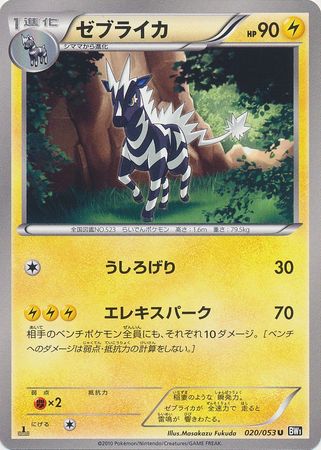 1進化
シママから進化
ゼブライカ
HP90
全国図鑑NO.523 らいでんポケモン 高さ：1.6m 重さ：79.5kg
うしろげり 30
エレキスパーク 70
相手のベンチポケモン全員にも、それぞれ10ダメージ。［ベンチ
へのダメージは弱点・抵抗力の計算をしない。］
弱点 抵抗力
×2
にげる
稲妻のような 瞬発力。
ゼブライカが 全速力で 走ると
雷鳴が 響きわたる。
Illus.Masakazu Fukuda
BW1 020/053 U
©2010 Pokémon/Nintendo/Creatures/GAME FREAK.